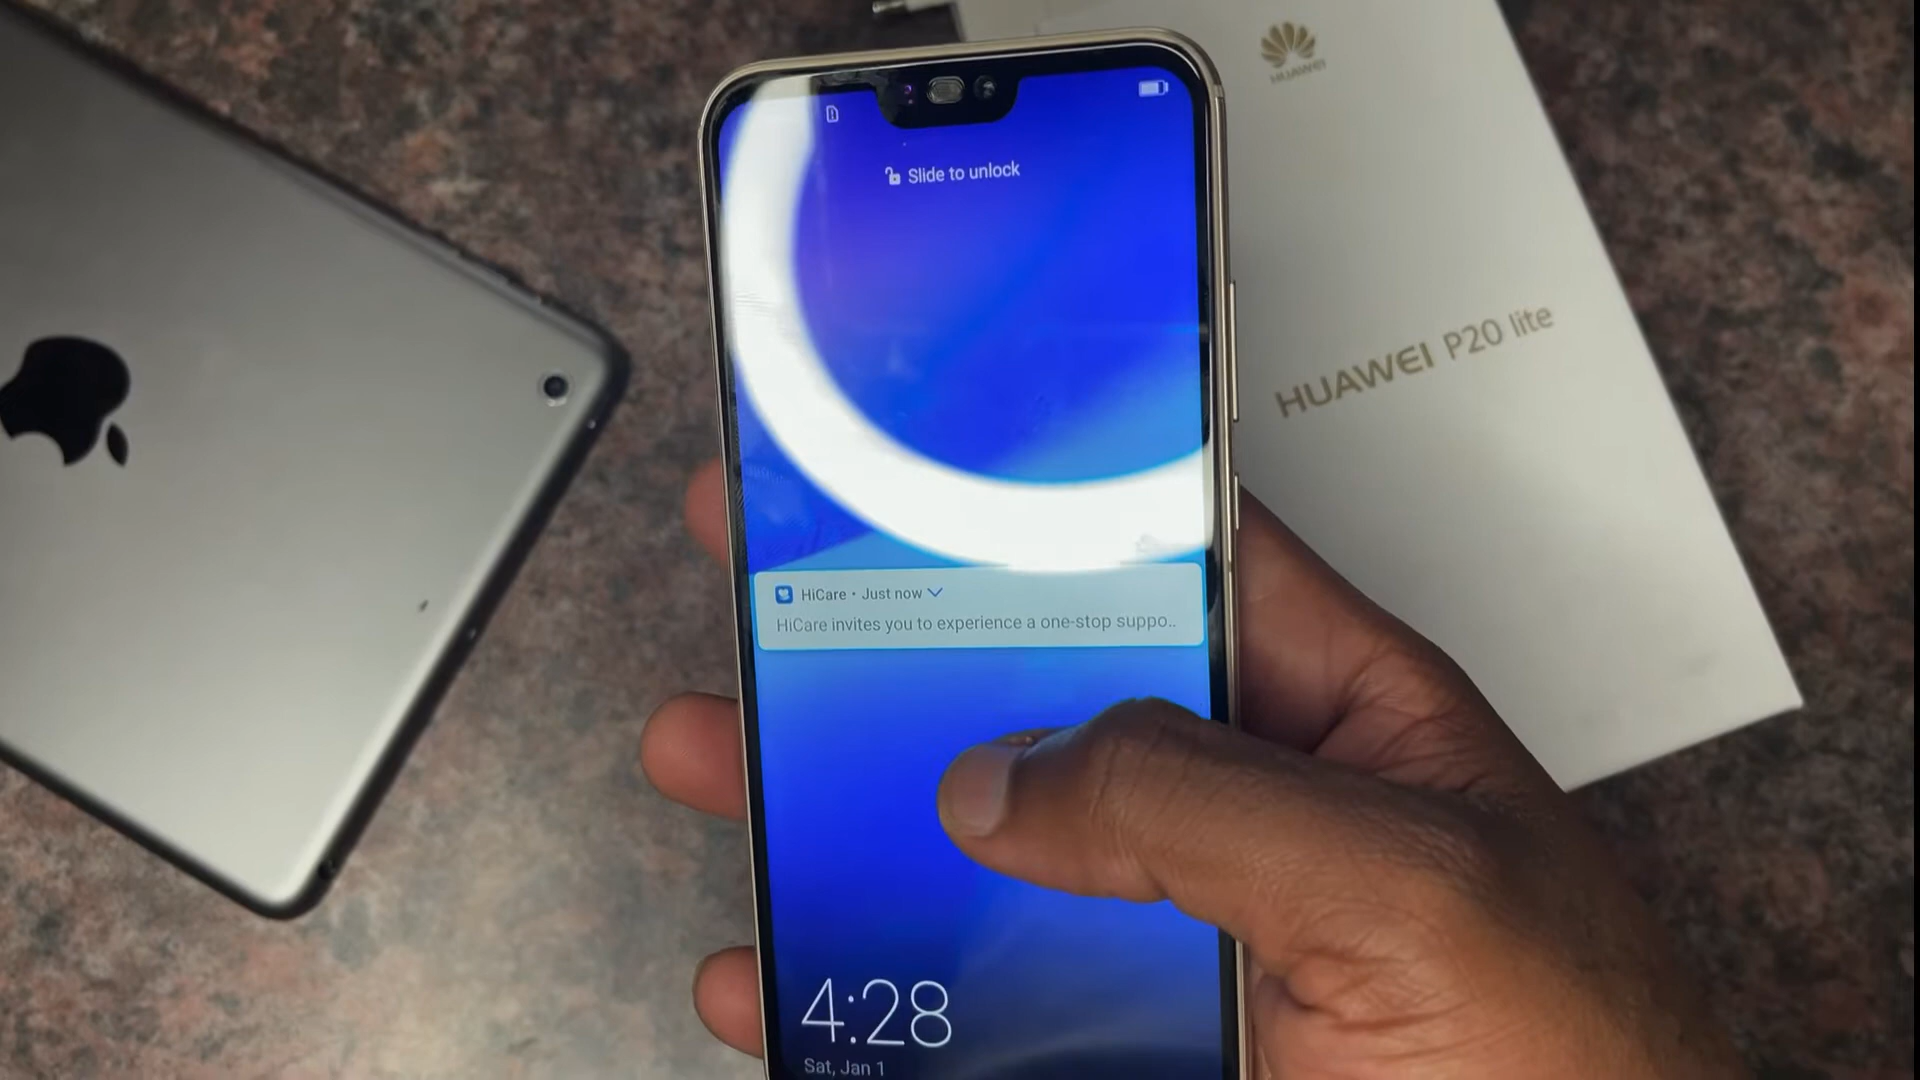 HUAWEI
Slide to unlock
HUAWEI P20 lite
HiCare • Just now
HiCare invites you to experience a one-stop suppo..
4:28
Sat, Jan 1